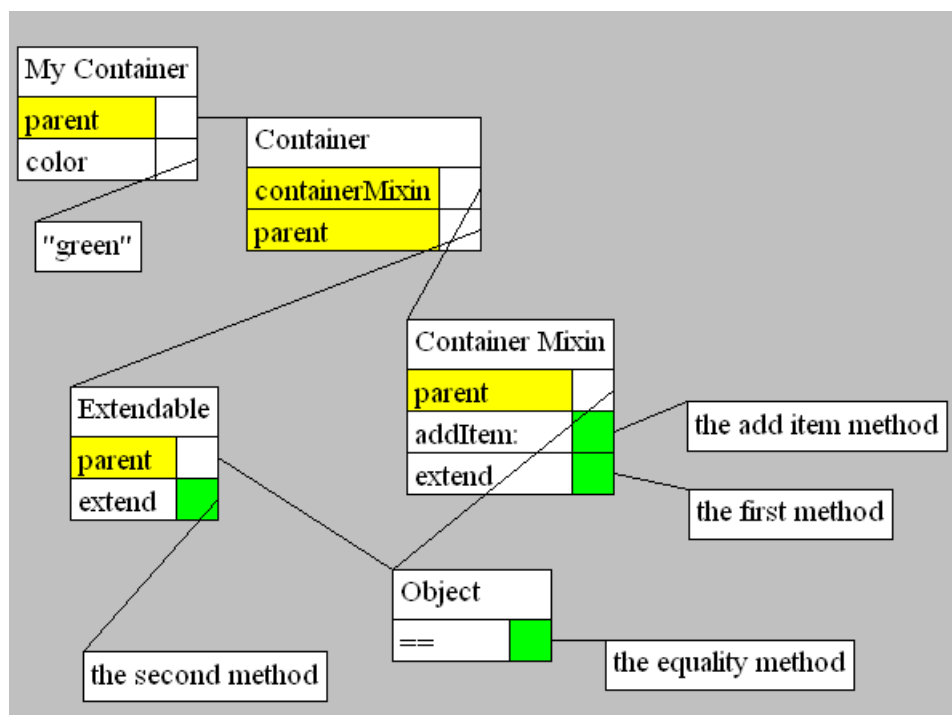 My Container
parent
color
"green"
Container
containerMixin
parent
Container Mixin
parent
addItem:
extend
the add item method
the first method
Extendable
parent
extend
the second method
Object
==
the equality method